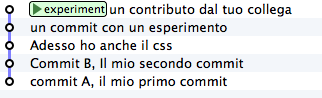 experiment un contributo dal tuo collega
un commit con un esperimento
Adesso ho anche il css
Commit B, Il mio secondo commit
commit A, il mio primo commit